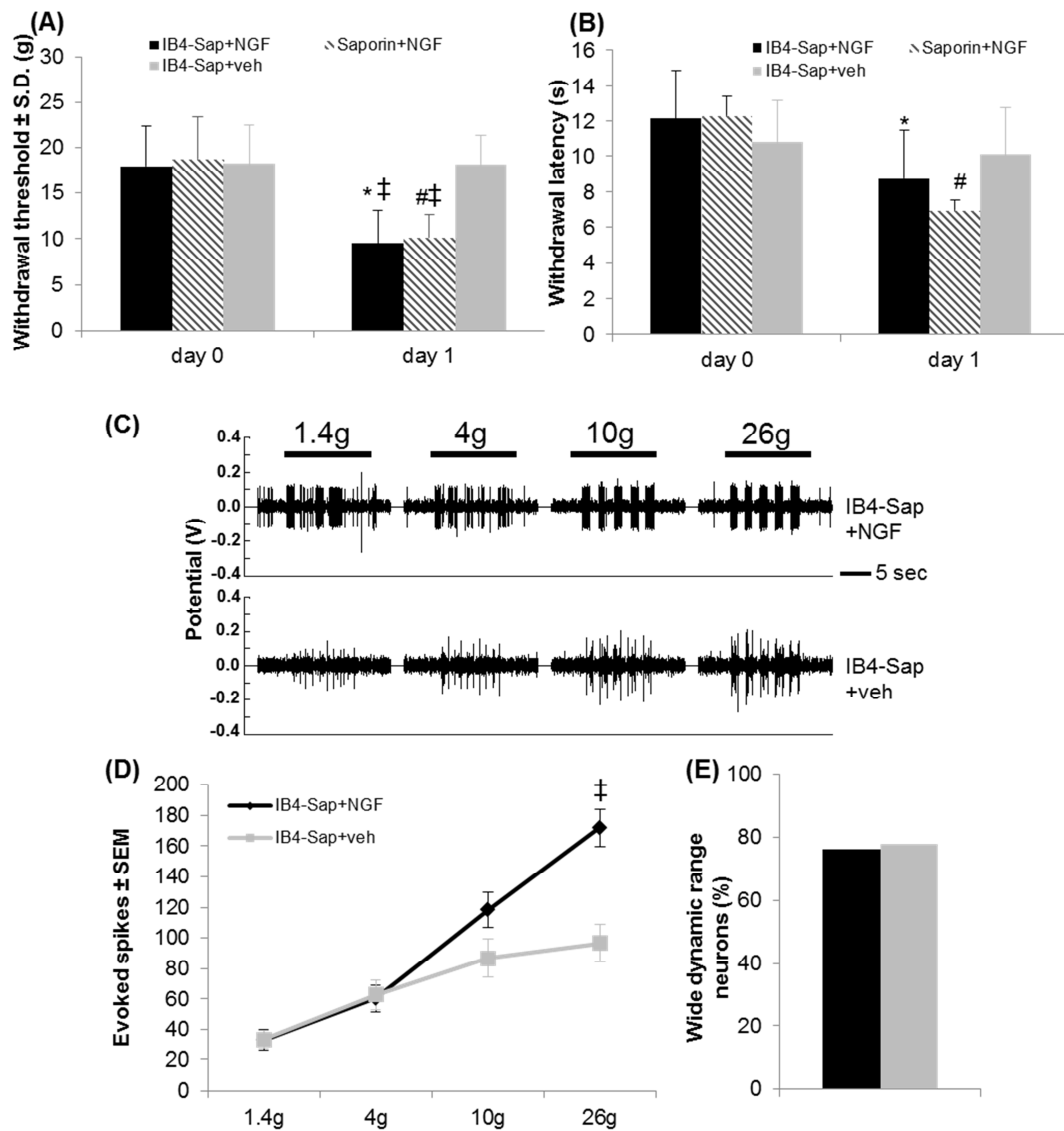 (A)
IB4-Sap+NGF
Saporin+NGF
IB4-Sap+veh
Withdrawal threshold ± S.D. (g)
30
25
20
15
10
5
0
* ‡
#‡
day 0
day 1
(B)
IB4-Sap+NGF
Saporin+NGF
IB4-Sap+veh
Withdrawal latency (s)
16
14
12
10
8
6
4
2
0
*
#
day 0
day 1
(C)
1.4g
4g
10g
26g
Potential (V)
0.4
0.2
0.0
-0.2
-0.4
IB4-Sap
+NGF
5 sec
0.4
0.2
0.0
-0.2
-0.4
IB4-Sap
+veh
(D)
IB4-Sap+NGF
IB4-Sap+veh
Evoked spikes ± SEM
200
180
160
140
120
100
80
60
40
20
0
‡
1.4g
4g
10g
26g
(E)
Wide dynamic range
neurons (%)
100
80
60
40
20
0